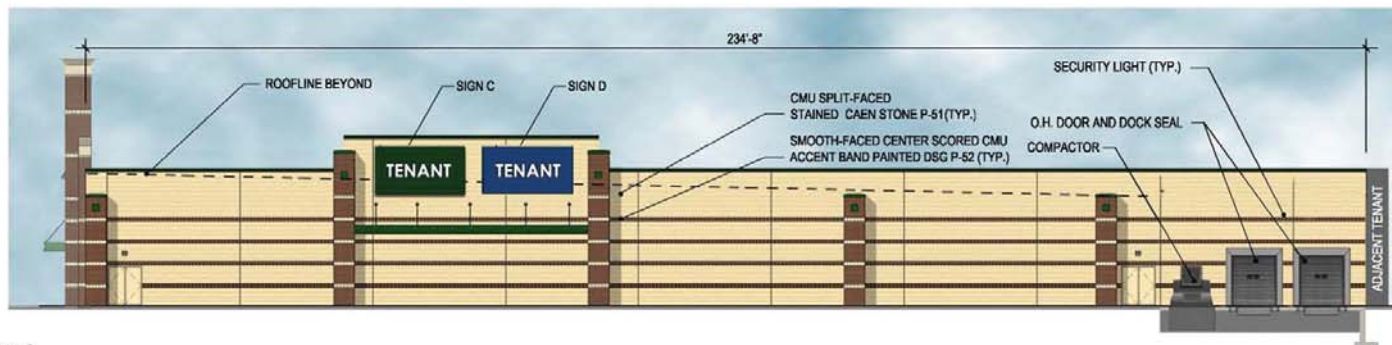 234'-8"
ROOFLINE BEYOND
SIGN C
SIGN D
CMU SPLIT-FACED
STAINED CAEN STONE P-51(TYP.)
SMOOTH-FACED CENTER SCORED CMU
ACCENT BAND PAINTED DSG P-52 (TYP.)
SECURITY LIGHT (TYP.)
O.H. DOOR AND DOCK SEAL
COMPACTOR
TENANT
TENANT
ADJACENT TENANT